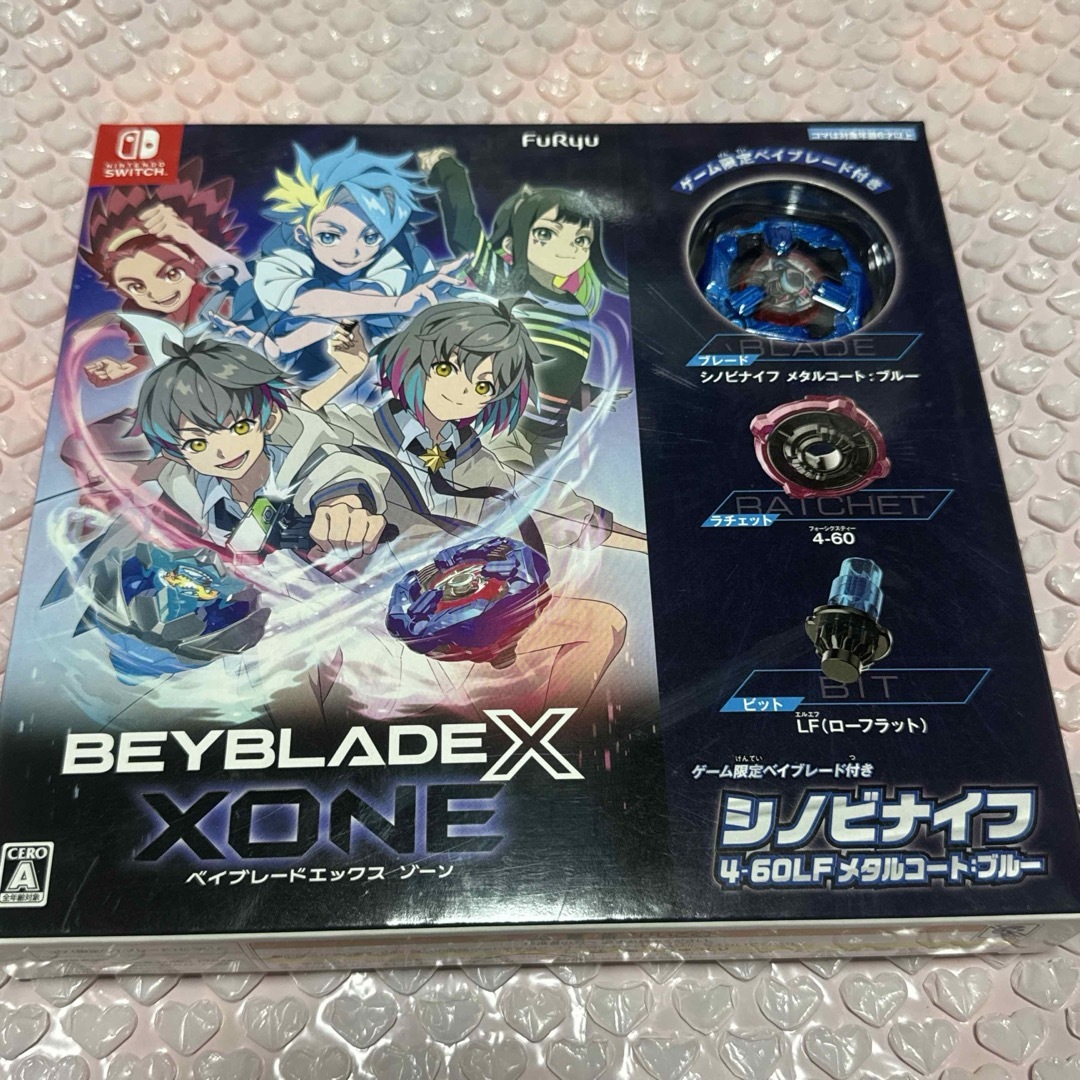 NINTENDO
SWITCH
FuRyu
コマは対象年齢6才以上
ゲーム限定ベイブレード付き
BLADE
ブレード
シノビナイフ メタルコート:ブルー
RATCHET
ラチェット
フォーシックスティー
4-60
BIT
ビット
エルエフ
LF(ローフラット)
BEYBLADE X
XONE
ベイブレードエックス ゾーン
CERO
A
全年齢対象
げんてい つ
ゲーム限定ベイブレード付き
シノビナイフ
4-60LF メタルコート:ブルー